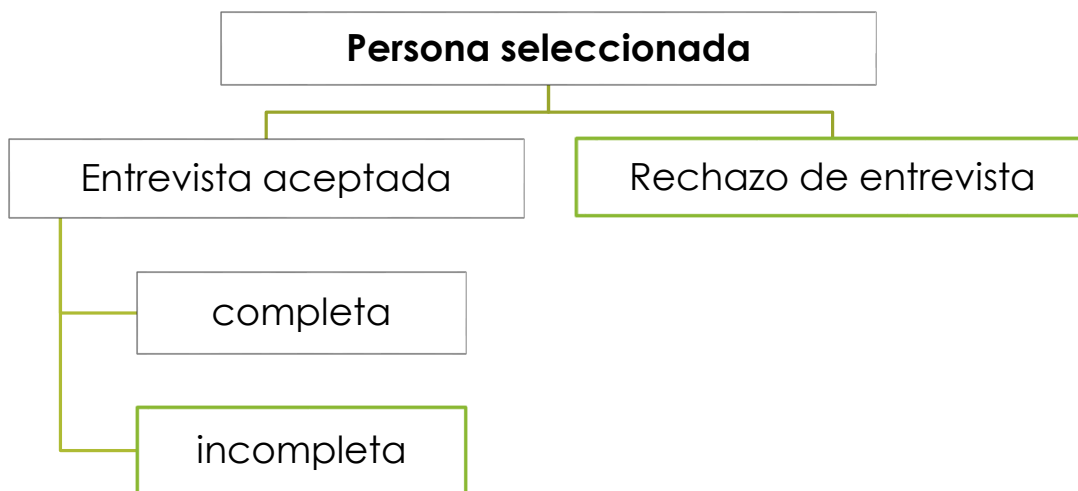 Persona seleccionada
Entrevista aceptada
Rechazo de entrevista
completa
incompleta